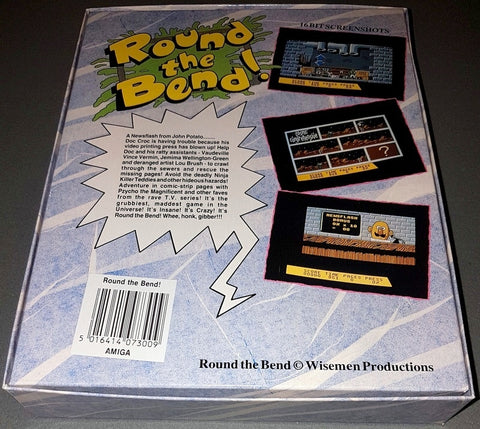 Round
the
Bend!
16 BIT SCREENSHOTS
A Newsflash from John Potato......
Doc Croc is having trouble because his
video printing press has blown up! Help
Doc and his ratty assistants - Vaudeville
Vince Vermin, Jemima Wellington-Green
and deranged artist Lou Brush - to crawl
through the sewers and rescue the
missing pages! Avoid the deadly Ninja
Killer Teddies and other hideous hazards!
Adventure in comic-strip pages with
Pzycho the Magnificent and other faves
from the rave T.V. series! It's the
grubbiest, maddest game in the
Universe! It's Insane! It's Crazy! It's
Round the Bend! Whee, honk, gibber!!!
NEWSFLASH
BONUS
SCORE TIME PAGES PRESS
Round the Bend!
5 016414 073009
AMIGA
Round the Bend © Wisemen Productions